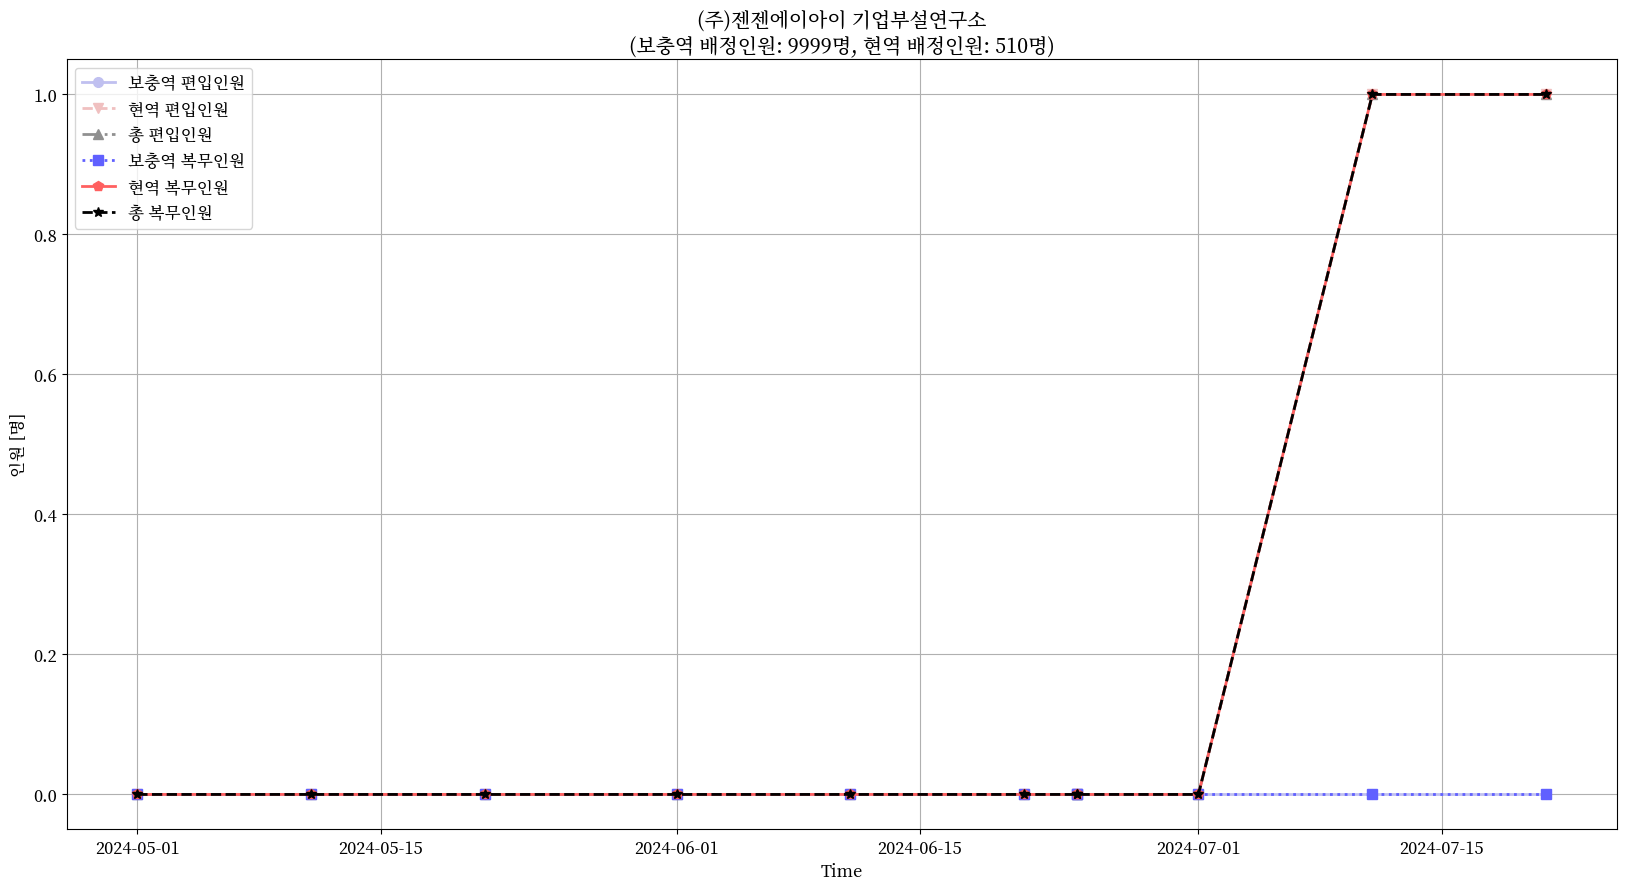 (주)젠젠에이아이 기업부설연구소
(보충역 배정인원: 9999명, 현역 배정인원: 510명)
보충역 편입인원
현역 편입인원
총 편입인원
보충역 복무인원
현역 복무인원
총 복무인원
인원 [명]
1.0
0.8
0.6
0.4
0.2
0.0
2024-05-01
2024-05-15
2024-06-01
2024-06-15
2024-07-01
2024-07-15
Time